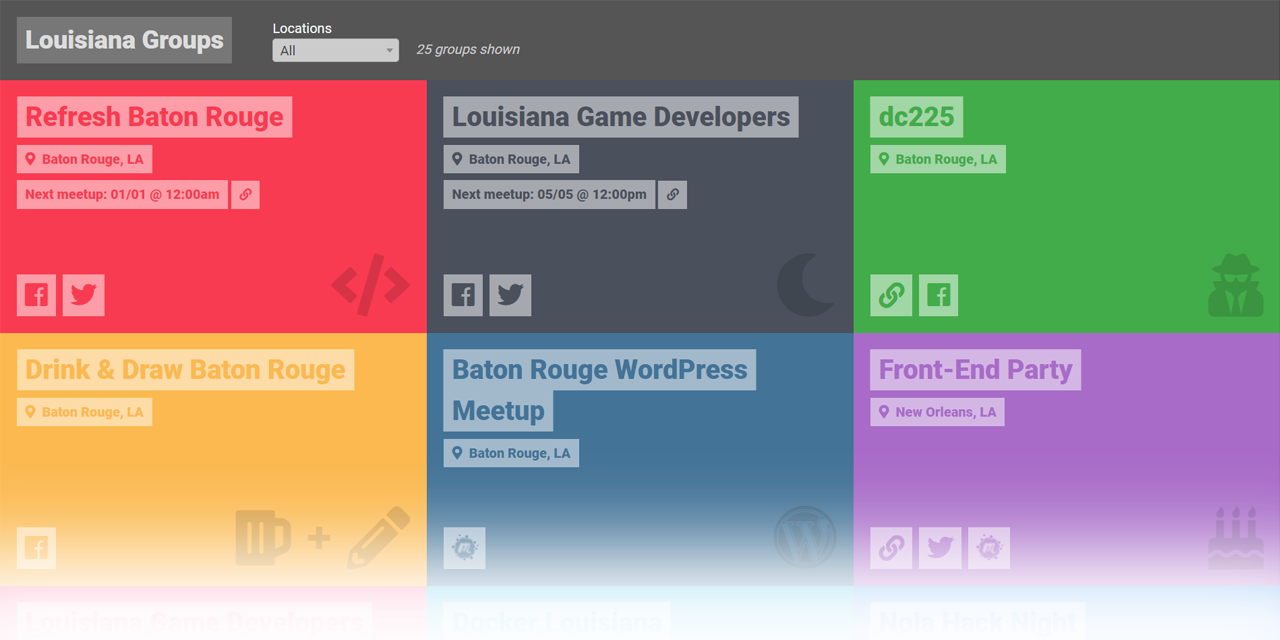 Louisiana Groups
Locations
All
25 groups shown
Refresh Baton Rouge
Baton Rouge, LA
Next meetup: 01/01 @ 12:00am
Louisiana Game Developers
Baton Rouge, LA
Next meetup: 05/05 @ 12:00pm
dc225
Baton Rouge, LA
Drink & Draw Baton Rouge
Baton Rouge, LA
Baton Rouge WordPress
Meetup
Baton Rouge, LA
Front-End Party
New Orleans, LA
Louisiana Game Developers
Docker Louisiana
Nola Hack Night